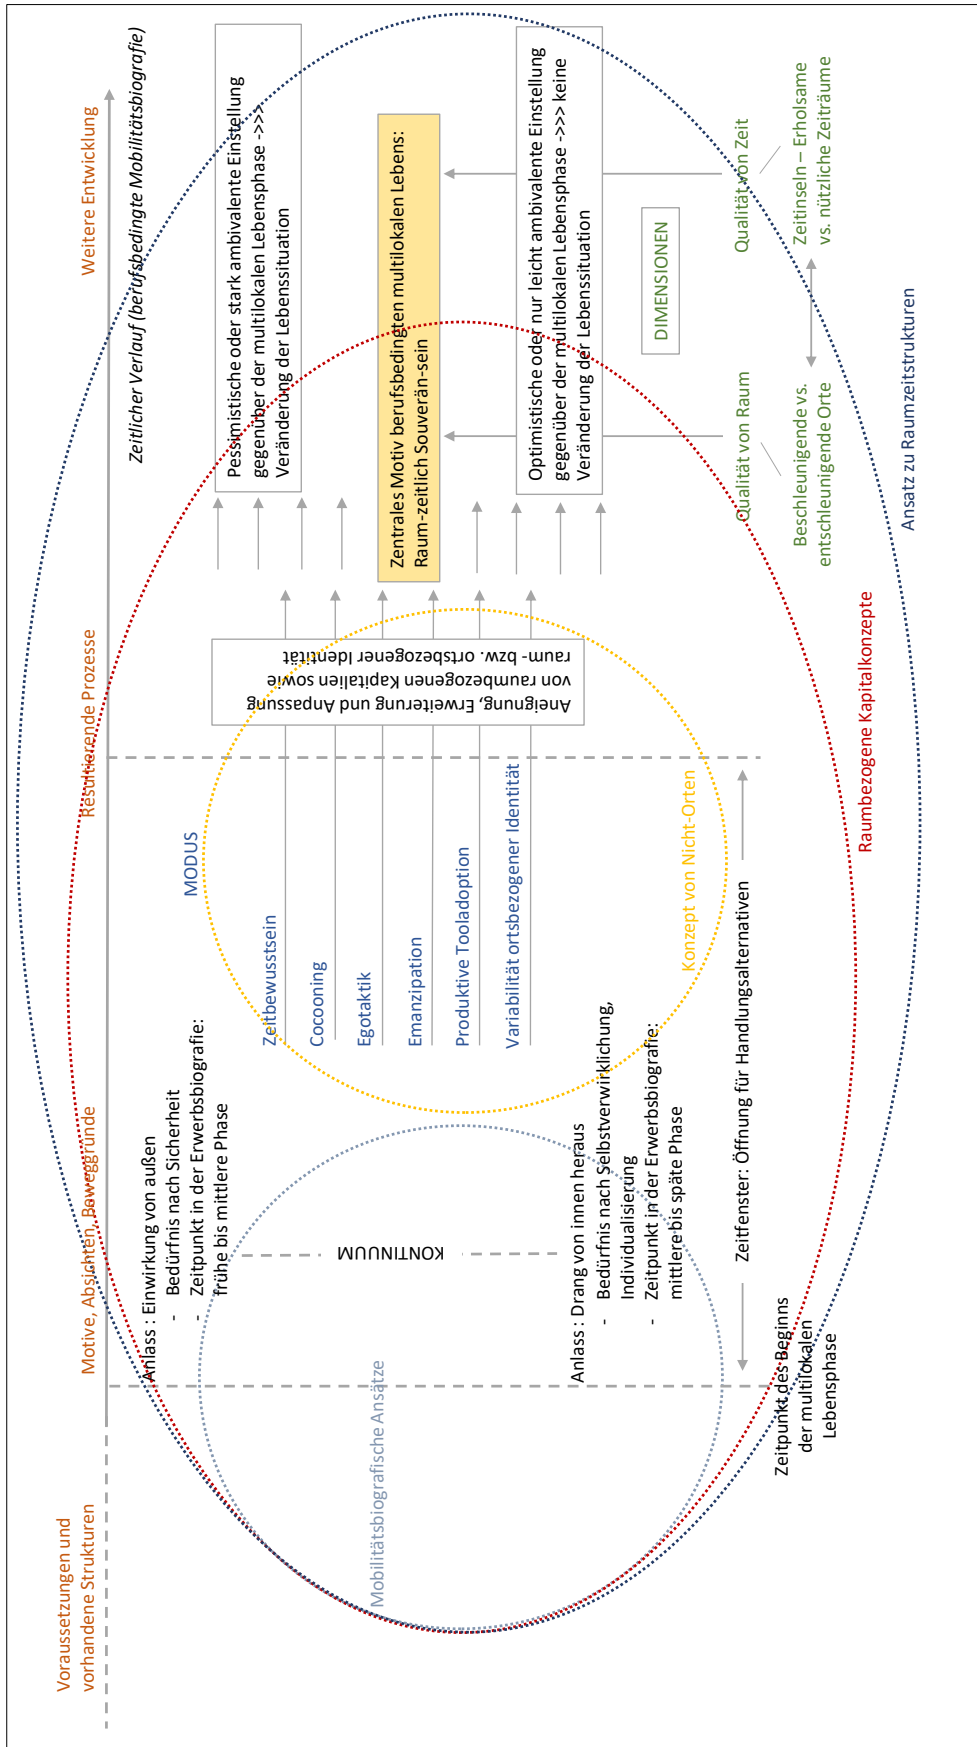 Voraussetzungen und
vorhandene Strukturen
Motive, Absichten, Beweggründe
Resultierende Prozesse
Weitere Entwicklung
Zeitlicher Verlauf (berufsbedingte Mobilitätsbiografie)
Anlass : Einwirkung von außen
- Bedürfnis nach Sicherheit
- Zeitpunkt in der Erwerbsbiografie:
frühe bis mittlere Phase
KONTINUUM
Anlass : Drang von innen heraus
- Bedürfnis nach Selbstverwirklichung,
Individualisierung
- Zeitpunkt in der Erwerbsbiografie:
mittlere bis späte Phase
Mobilitätsbiografische Ansätze
MODUS
Zeitbewusstsein
Cocooning
Egotaktik
Emanzipation
Produktive Tooladoption
Variabilität ortsbezogener Identität
Konzept von Nicht-Orten
Aneignung, Erweiterung und Anpassung
von raumbezogenen Kapitalien sowie
raum- bzw. ortsbezogener Identität
Pessimistische oder stark ambivalente Einstellung
gegenüber der multilokalen Lebensphase ->>>
Veränderung der Lebenssituation
Zentrales Motiv berufsbedingten multilokalen Lebens:
Raum-zeitlich Souverän-sein
Optimistische oder nur leicht ambivalente Einstellung
gegenüber der multilokalen Lebensphase ->>> keine
Veränderung der Lebenssituation
DIMENSIONEN
Qualität von Raum
Qualität von Zeit
Beschleunigende vs.
entschleunigende Orte
Zeitinseln – Erholsame
vs. nützliche Zeiträume
Zeitfenster: Öffnung für Handlungsalternativen
Zeitpunkt des Beginns
der multilokalen
Lebensphase
Raumbezogene Kapitalkonzepte
Ansatz zu Raumzeitstrukturen